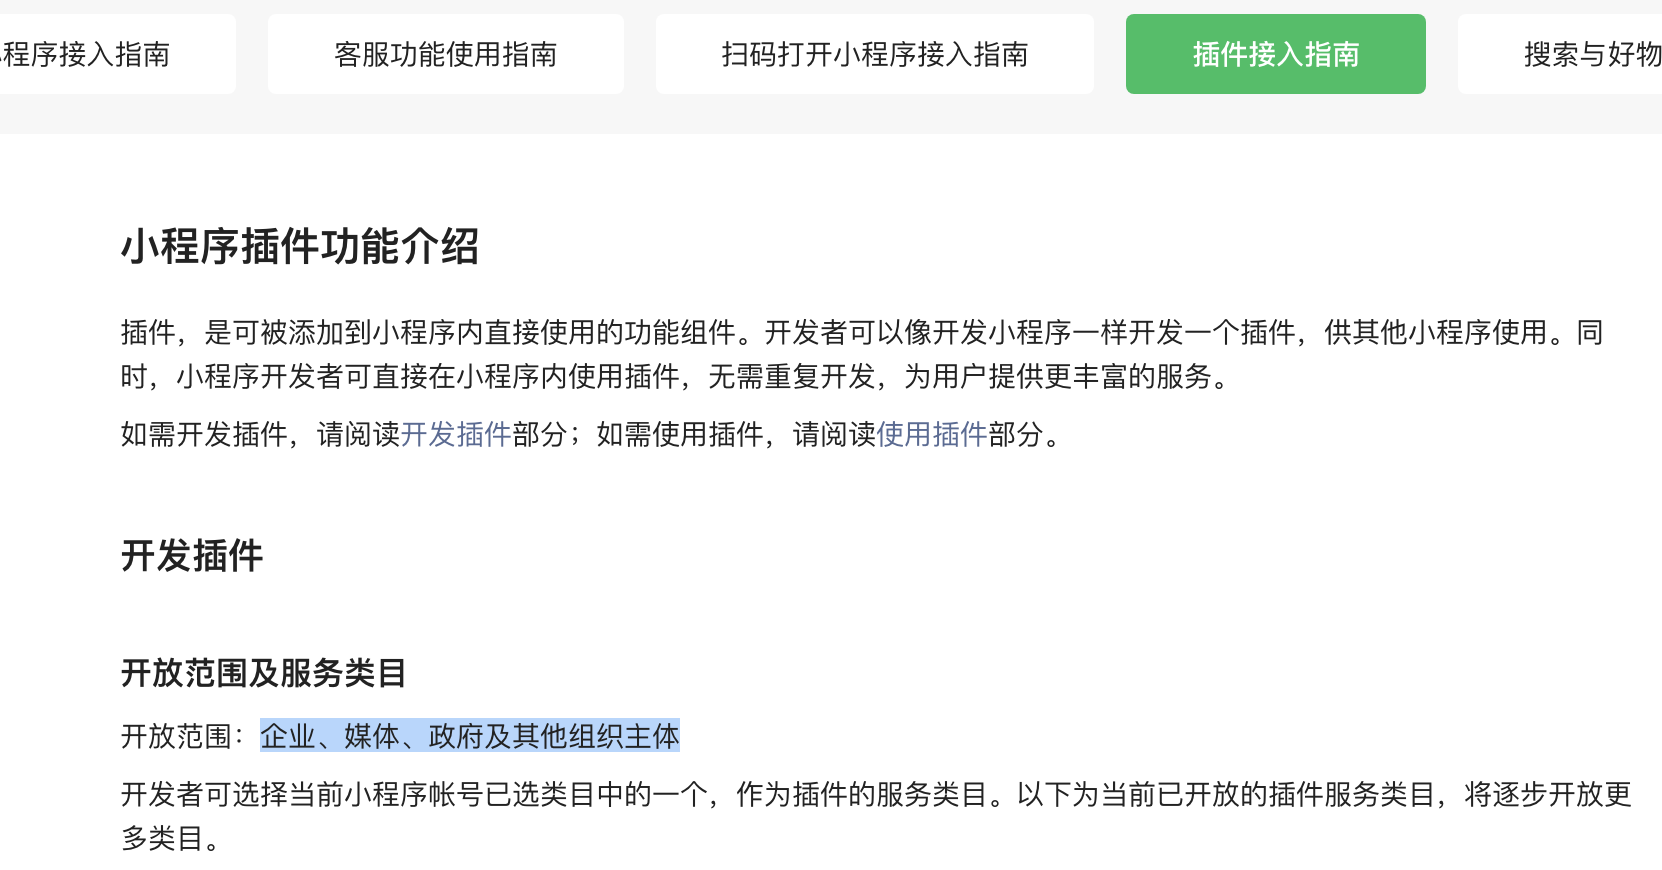 程序接入指南
客服功能使用指南
扫码打开小程序接入指南
插件接入指南
搜索与好物
小程序插件功能介绍
插件，是可被添加到小程序内直接使用的功能组件。开发者可以像开发小程序一样开发一个插件，供其他小程序使用。同
时，小程序开发者可直接在小程序内使用插件，无需重复开发，为用户提供更丰富的服务。
如需开发插件，请阅读开发插件部分；如需使用插件，请阅读使用插件部分。
开发插件
开放范围及服务类目
开放范围：企业、媒体、政府及其他组织主体
开发者可选择当前小程序帐号已选类目中的一个，作为插件的服务类目。以下为当前已开放的插件服务类目，将逐步开放更
多类目。